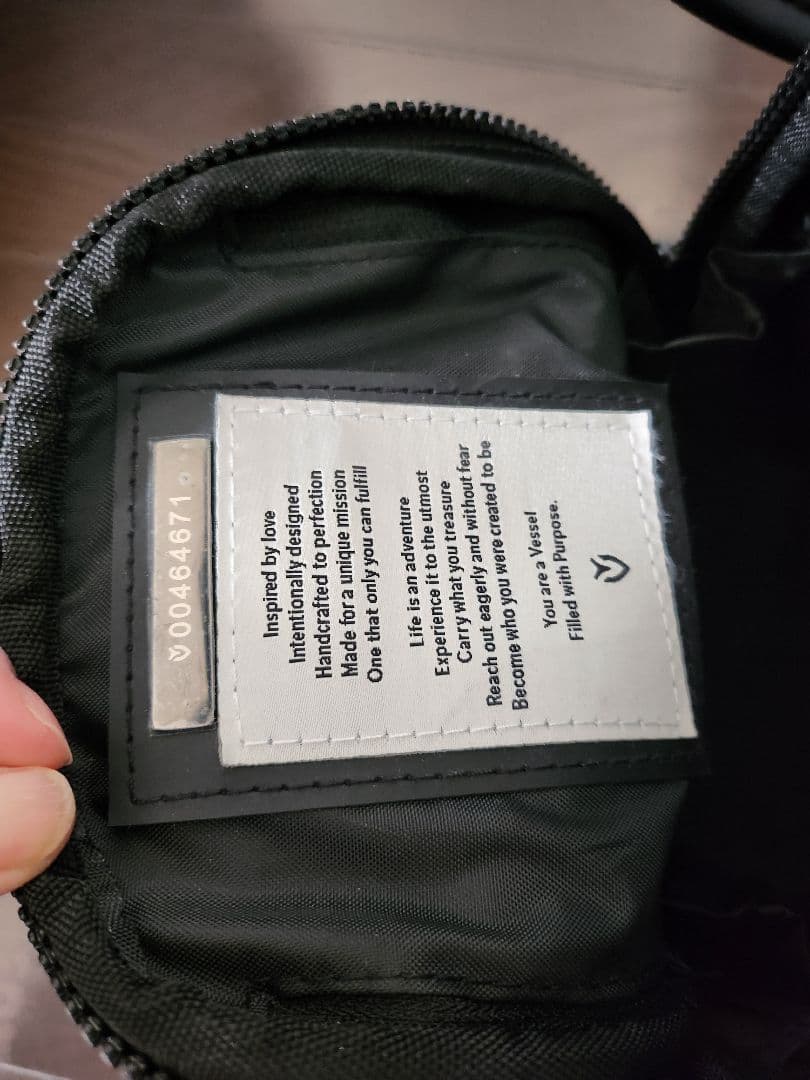 00464671
Inspired by love
Intentionally designed
Handcrafted to perfection
Made for a unique mission
One that only you can fulfill
Life is an adventure
Experience it to the utmost
Carry what you treasure
Reach out eagerly and without fear
Become who you were created to be
You are a Vessel
Filled with Purpose.